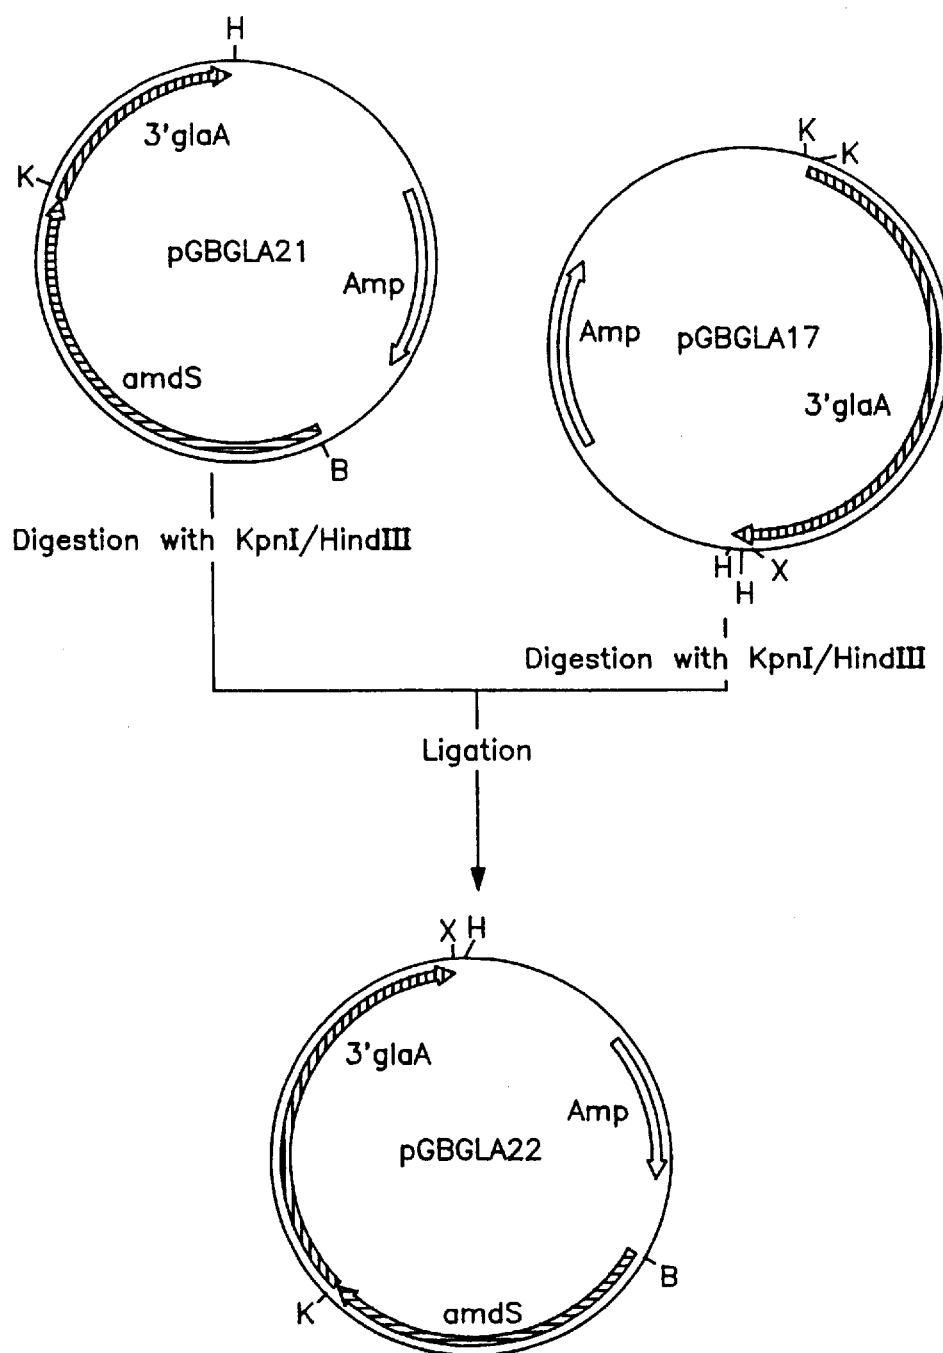 H
3'glaA
K
pGBGLA21
Amp
amdS
B
Digestion with KpnI/HindIII
K
K
Amp
pGBGLA17
3'glaA
H
H
X
Digestion with KpnI/HindIII
Ligation
X H
3'glaA
Amp
pGBGLA22
B
K
amdS